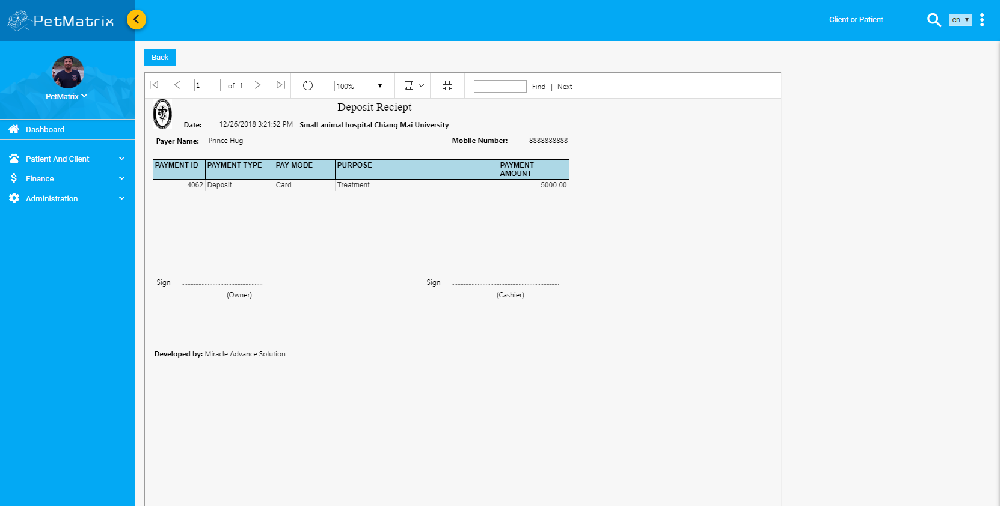 PetMatrix
Client or Patient
en
PetMatrix
Dashboard
Patient And Client
Finance
Administration
Back
1 of 1
100%
Find | Next
Deposit Reciept
Date: 12/26/2018 3:21:52 PM Small animal hospital Chiang Mai University
Payer Name: Prince Hug Mobile Number: 8888888888
PAYMENT ID PAYMENT TYPE PAY MODE PURPOSE PAYMENT
AMOUNT
4062 Deposit Card Treatment 5000.00
Sign .................................................... Sign .....................................................................
(Owner) (Cashier)
Developed by: Miracle Advance Solution